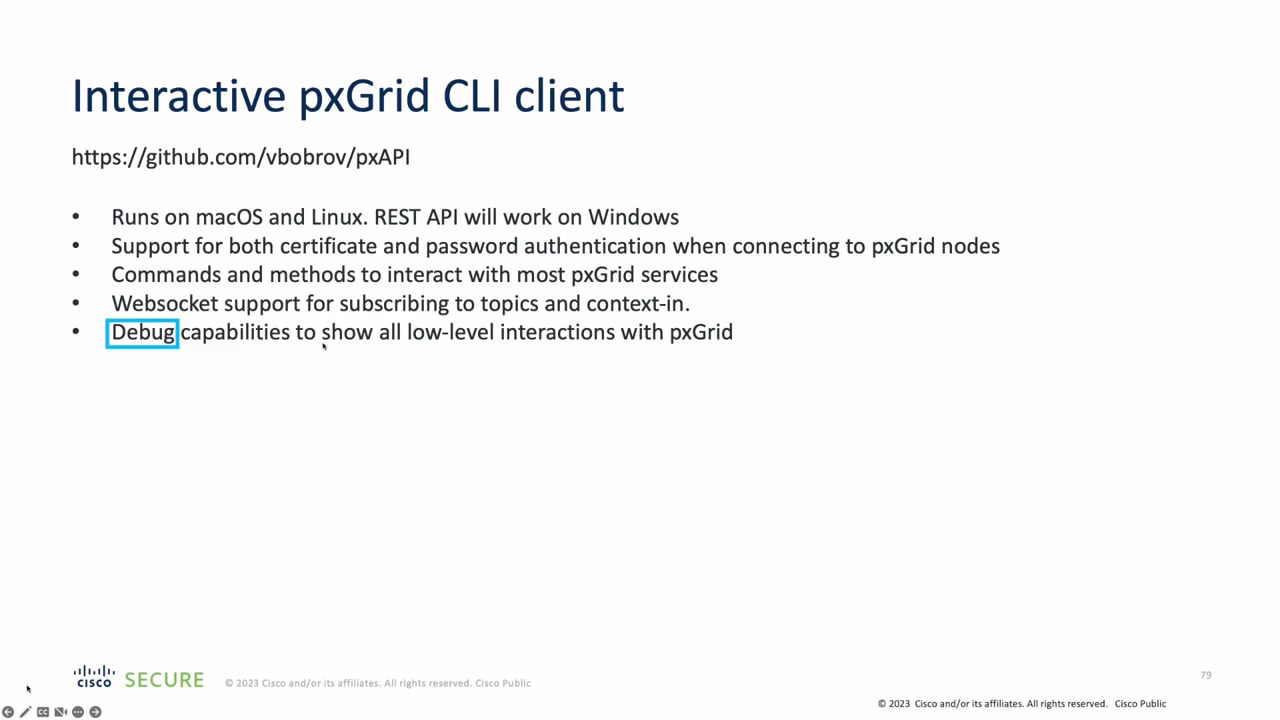 Interactive pxGrid CLI client
https://github.com/vbobrov/pxAPI
• Runs on macOS and Linux. REST API will work on Windows
• Support for both certificate and password authentication when connecting to pxGrid nodes
• Commands and methods to interact with most pxGrid services
• Websocket support for subscribing to topics and context-in.
• Debug capabilities to show all low-level interactions with pxGrid
CISCO SECURE © 2023 Cisco and/or its affiliates. All rights reserved. Cisco Public
79
© 2023 Cisco and/or its affiliates. All rights reserved. Cisco Public
CC